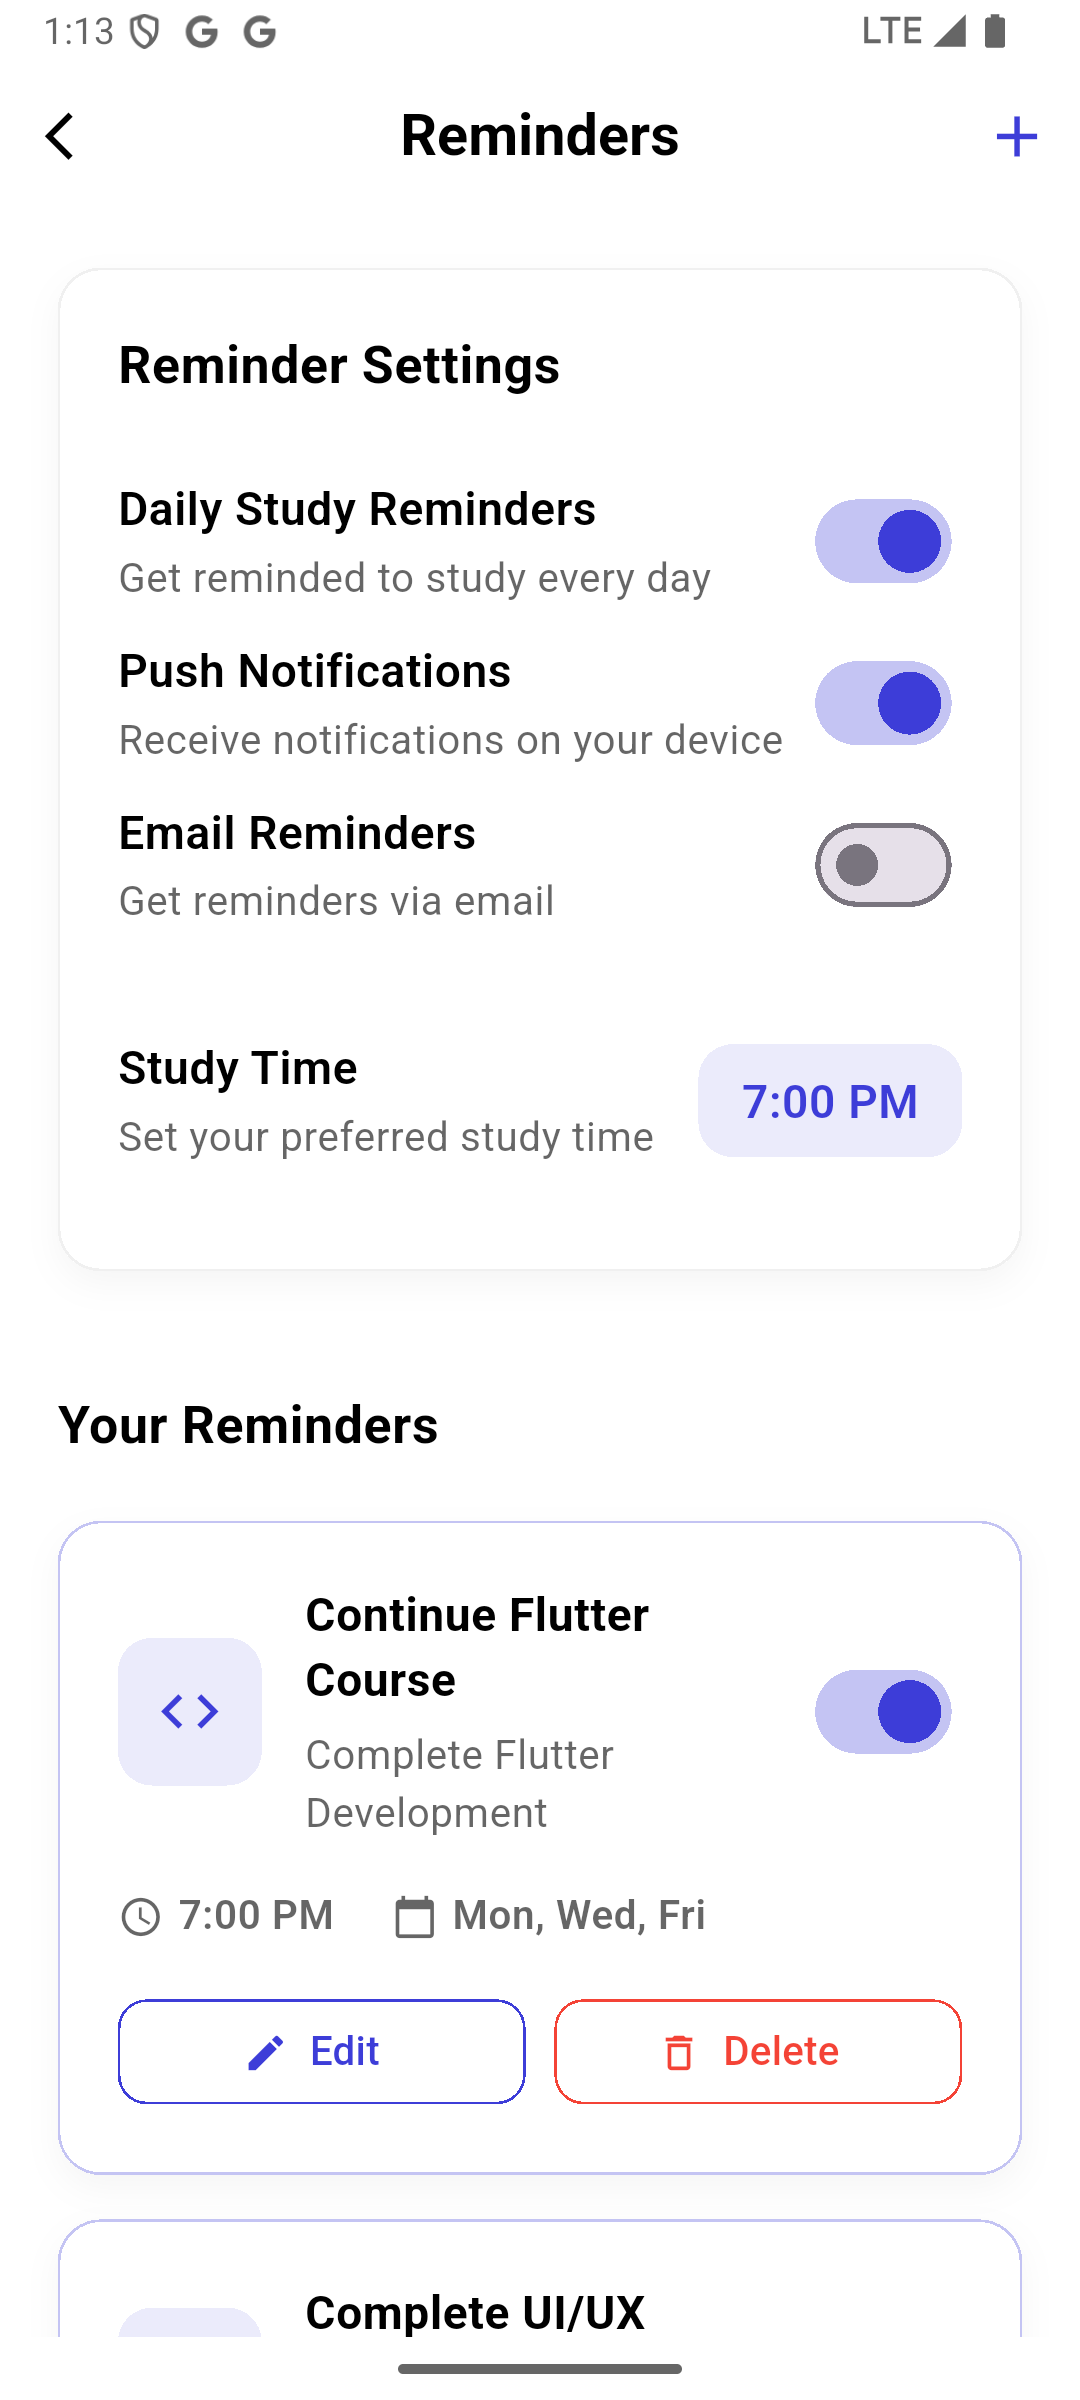 1:13
LTE
Reminders
Reminder Settings
Daily Study Reminders
Get reminded to study every day
Push Notifications
Receive notifications on your device
Email Reminders
Get reminders via email
Study Time
Set your preferred study time
7:00 PM
Your Reminders
Continue Flutter
Course
Complete Flutter
Development
7:00 PM
Mon, Wed, Fri
Edit
Delete
Complete UI/UX